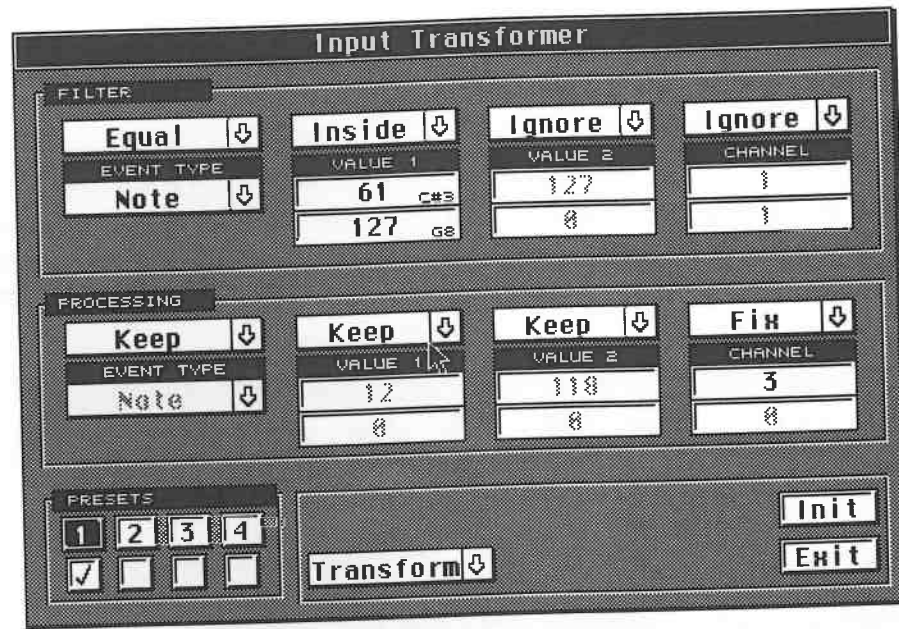 Input Transformer
FILTER
Equal Inside Ignore Ignore
EVENT TYPE VALUE 1 VALUE 2 CHANNEL
Note 61 C#3 127 1
127 G8 0 1
PROCESSING
Keep Keep Keep Fix
EVENT TYPE VALUE 1 VALUE 2 CHANNEL
Note 12 118 3
0 0 0
PRESETS
1 2 3 4 Init
Transform Exit